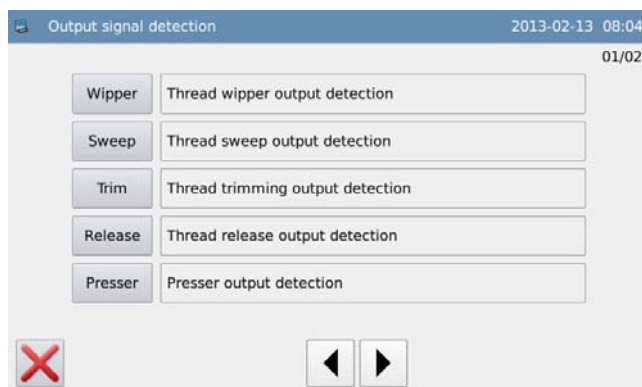 Output signal detection 2013-02-13 08:04
01/02
Wipper Thread wipper output detection
Sweep Thread sweep output detection
Trim Thread trimming output detection
Release Thread release output detection
Presser Presser output detection